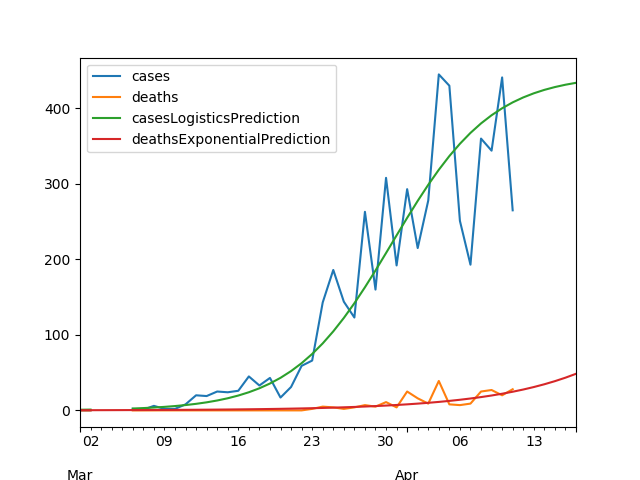 cases
deaths
casesLogisticsPrediction
deathsExponentialPrediction
400
300
200
100
0
02 09 16 23 30 06 13
Mar Apr